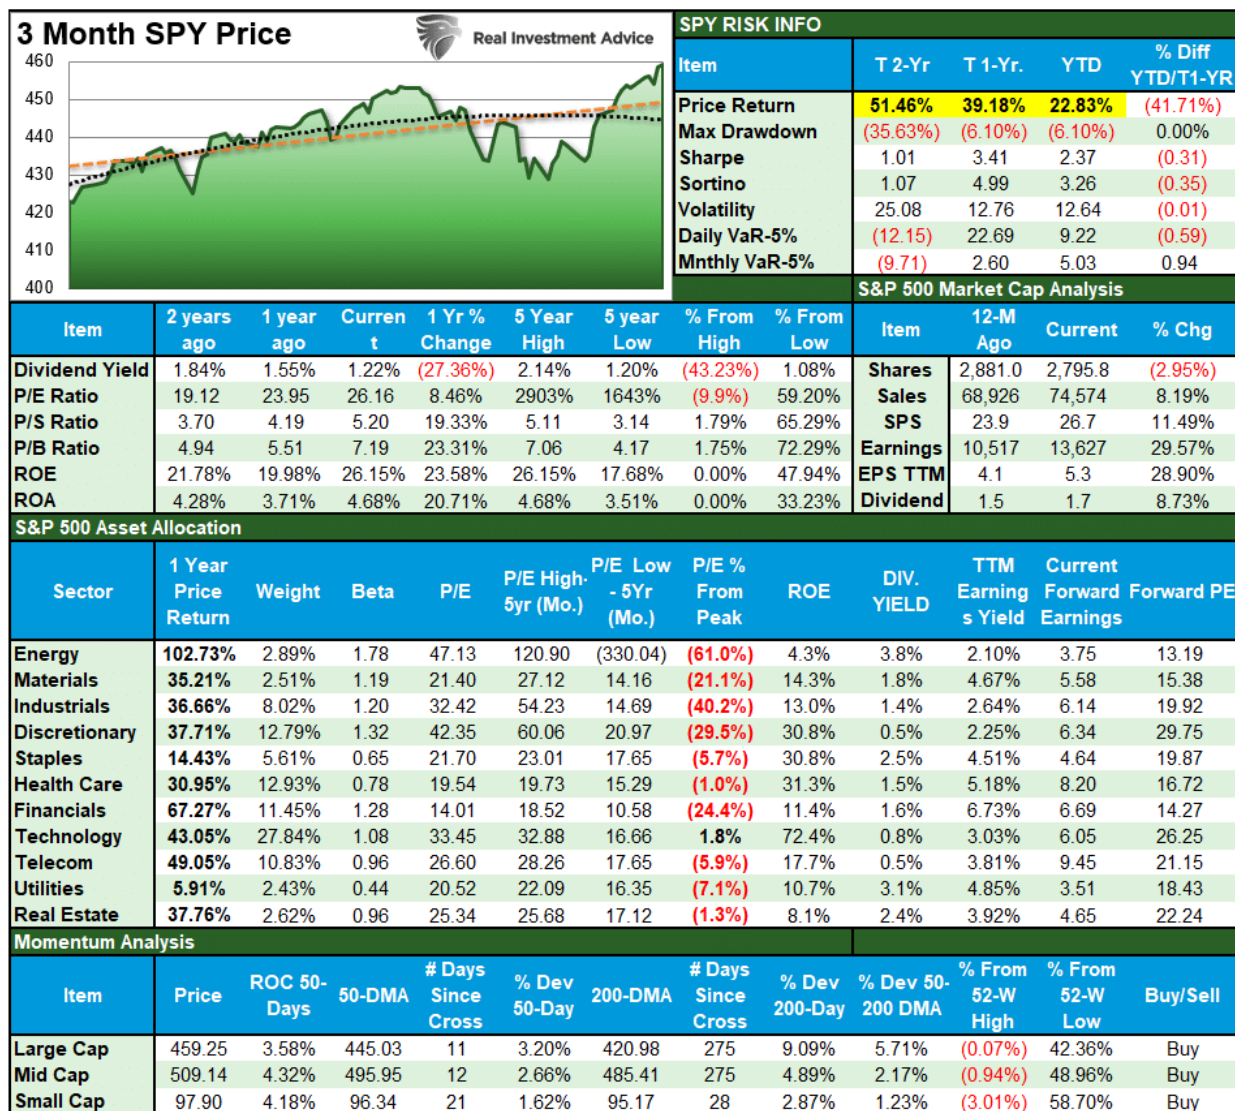 3 Month SPY Price
Real Investment Advice
460
450
440
430
420
410
400
SPY RISK INFO
Item T 2-Yr T 1-Yr. YTD % Diff YTD/T1-YR
Price Return 51.46% 39.18% 22.83% (41.71%)
Max Drawdown (35.63%) (6.10%) (6.10%) 0.00%
Sharpe 1.01 3.41 2.37 (0.31)
Sortino 1.07 4.99 3.26 (0.35)
Volatility 25.08 12.76 12.64 (0.01)
Daily VaR-5% (12.15) 22.69 9.22 (0.59)
Mnthly VaR-5% (9.71) 2.60 5.03 0.94
Item 2 years ago 1 year ago Curren t 1 Yr % Change 5 Year High 5 year Low % From High % From Low
Dividend Yield 1.84% 1.55% 1.22% (27.36%) 2.14% 1.20% (43.23%) 1.08%
P/E Ratio 19.12 23.95 26.16 8.46% 2903% 1643% (9.9%) 59.20%
P/S Ratio 3.70 4.19 5.20 19.33% 5.11 3.14 1.79% 65.29%
P/B Ratio 4.94 5.51 7.19 23.31% 7.06 4.17 1.75% 72.29%
ROE 21.78% 19.98% 26.15% 23.58% 26.15% 17.68% 0.00% 47.94%
ROA 4.28% 3.71% 4.68% 20.71% 4.68% 3.51% 0.00% 33.23%
S&P 500 Market Cap Analysis
Item 12-M Ago Current % Chg
Shares 2,881.0 2,795.8 (2.95%)
Sales 68,926 74,574 8.19%
SPS 23.9 26.7 11.49%
Earnings 10,517 13,627 29.57%
EPS TTM 4.1 5.3 28.90%
Dividend 1.5 1.7 8.73%
S&P 500 Asset Allocation
Sector 1 Year Price Return Weight Beta P/E P/E High- 5yr (Mo.) P/E Low - 5Yr (Mo.) P/E % From Peak ROE DIV. YIELD TTM Earning s Yield Current Forward Earnings Forward PE
Energy 102.73% 2.89% 1.78 47.13 120.90 (330.04) (61.0%) 4.3% 3.8% 2.10% 3.75 13.19
Materials 35.21% 2.51% 1.19 21.40 27.12 14.16 (21.1%) 14.3% 1.8% 4.67% 5.58 15.38
Industrials 36.66% 8.02% 1.20 32.42 54.23 14.69 (40.2%) 13.0% 1.4% 2.64% 6.14 19.92
Discretionary 37.71% 12.79% 1.32 42.35 60.06 20.97 (29.5%) 30.8% 0.5% 2.25% 6.34 29.75
Staples 14.43% 5.61% 0.65 21.70 23.01 17.65 (5.7%) 30.8% 2.5% 4.51% 4.64 19.87
Health Care 30.95% 12.93% 0.78 19.54 19.73 15.29 (1.0%) 31.3% 1.5% 5.18% 8.20 16.72
Financials 67.27% 11.45% 1.28 14.01 18.52 10.58 (24.4%) 11.4% 1.6% 6.73% 6.69 14.27
Technology 43.05% 27.84% 1.08 33.45 32.88 16.66 1.8% 72.4% 0.8% 3.03% 6.05 26.25
Telecom 49.05% 10.83% 0.96 26.60 28.26 17.65 (5.9%) 17.7% 0.5% 3.81% 9.45 21.15
Utilities 5.91% 2.43% 0.44 20.52 22.09 16.35 (7.1%) 10.7% 3.1% 4.85% 3.51 18.43
Real Estate 37.76% 2.62% 0.96 25.34 25.68 17.12 (1.3%) 8.1% 2.4% 3.92% 4.65 22.24
Momentum Analysis
Item Price ROC 50-Days 50-DMA # Days Since Cross % Dev 50-Day 200-DMA # Days Since Cross % Dev 200-Day % Dev 50-200 DMA % From 52-W High % From 52-W Low Buy/Sell
Large Cap 459.25 3.58% 445.03 11 3.20% 420.98 275 9.09% 5.71% (0.07%) 42.36% Buy
Mid Cap 509.14 4.32% 495.95 12 2.66% 485.41 275 4.89% 2.17% (0.94%) 48.96% Buy
Small Cap 97.90 4.18% 96.34 21 1.62% 95.17 28 2.87% 1.23% (3.01%) 58.70% Buy